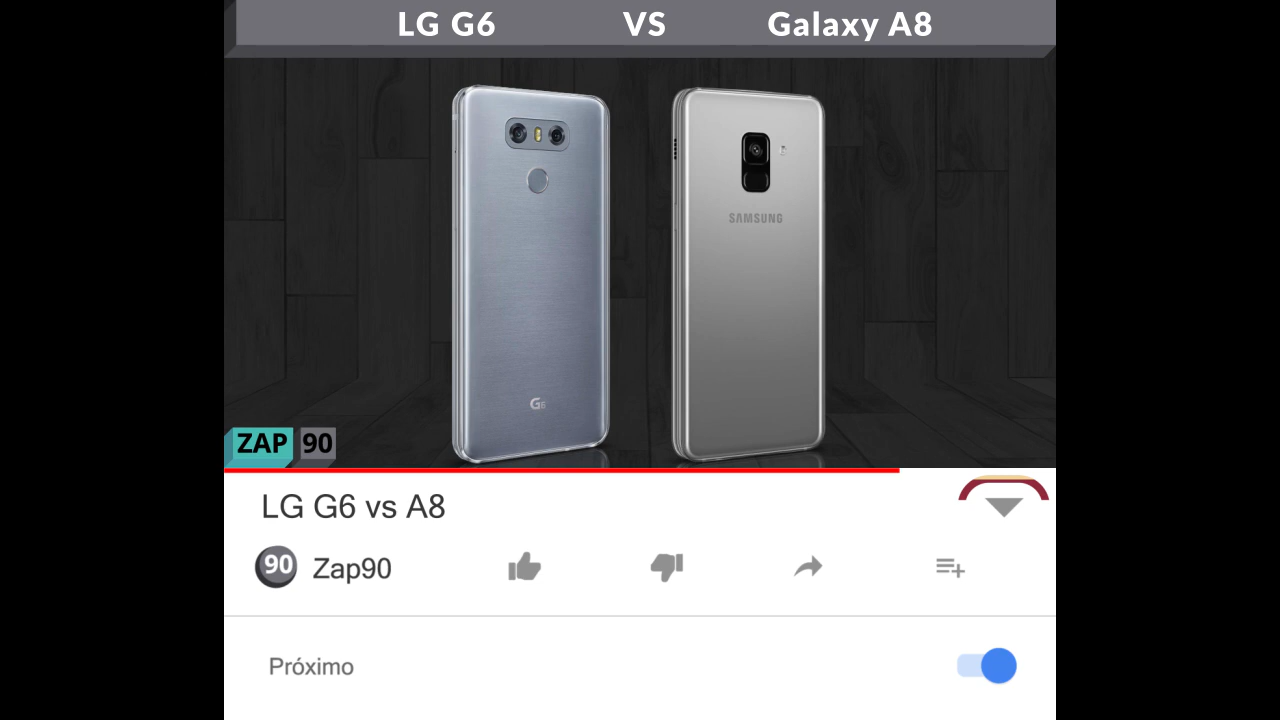 LG G6 VS Galaxy A8
SAMSUNG
G6
ZAP 90
LG G6 vs A8
90 Zap90
Próximo